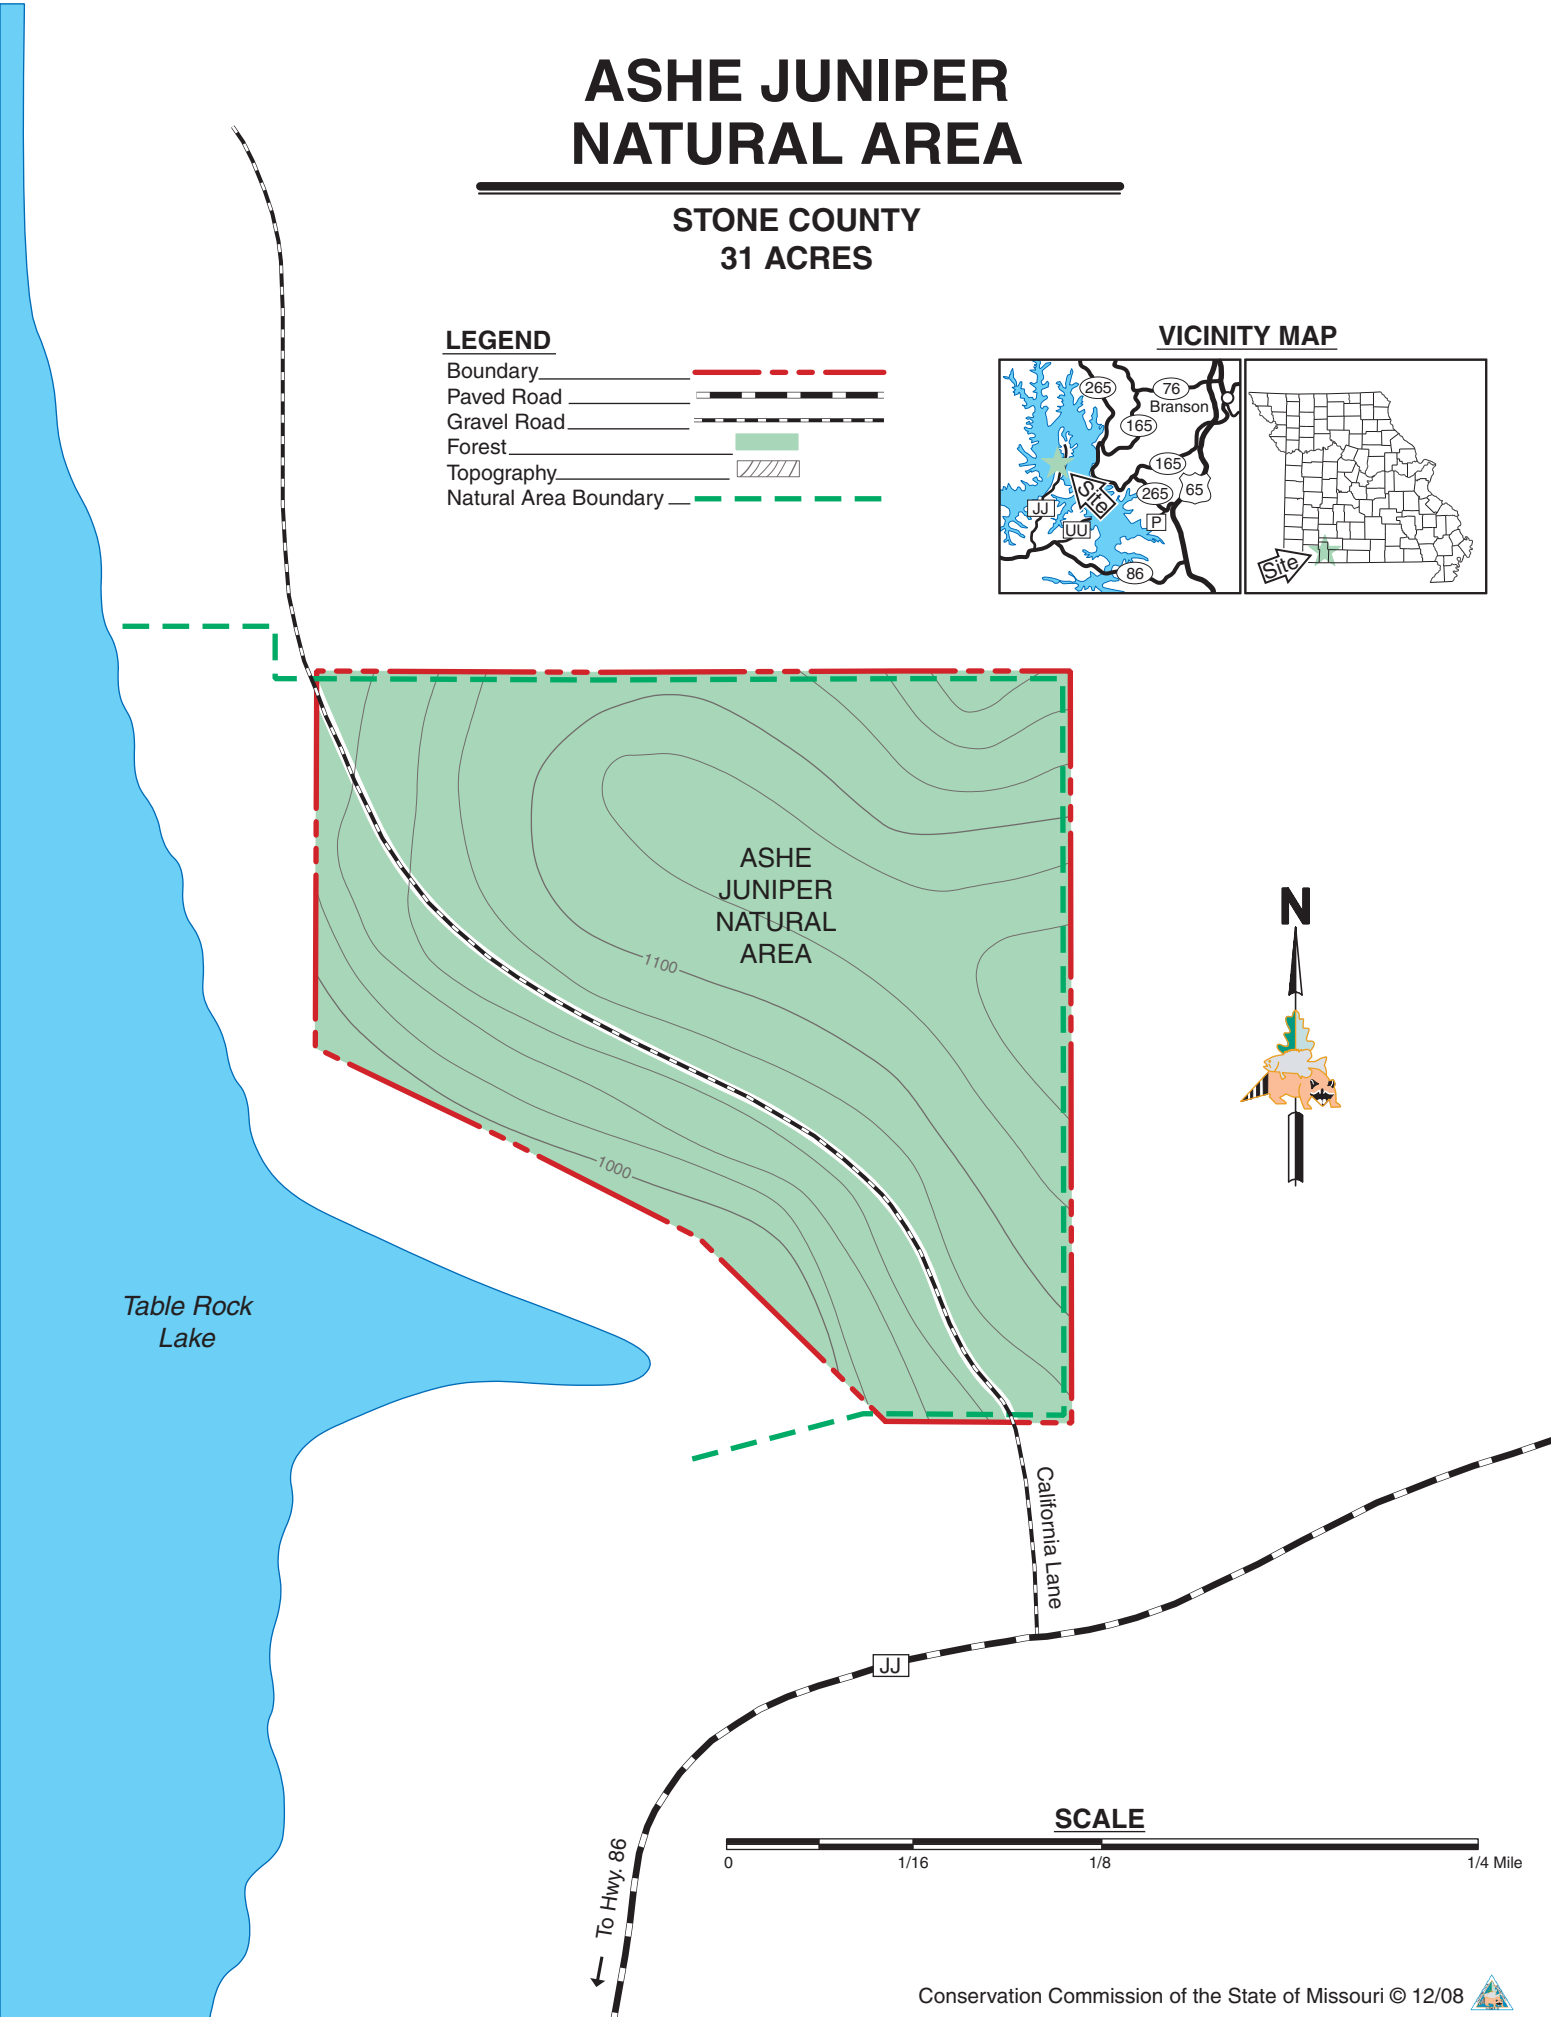 ASHE JUNIPER
NATURAL AREA
STONE COUNTY
31 ACRES
LEGEND
Boundary
Paved Road
Gravel Road
Forest
Topography
Natural Area Boundary
VICINITY MAP
265
76
Branson
165
165
265
65
Site
JJ
UU
P
86
Site
ASHE
JUNIPER
NATURAL
AREA
1100
1000
N
Table Rock
Lake
California Lane
JJ
To Hwy. 86
SCALE
0
1/16
1/8
1/4 Mile
Conservation Commission of the State of Missouri © 12/08